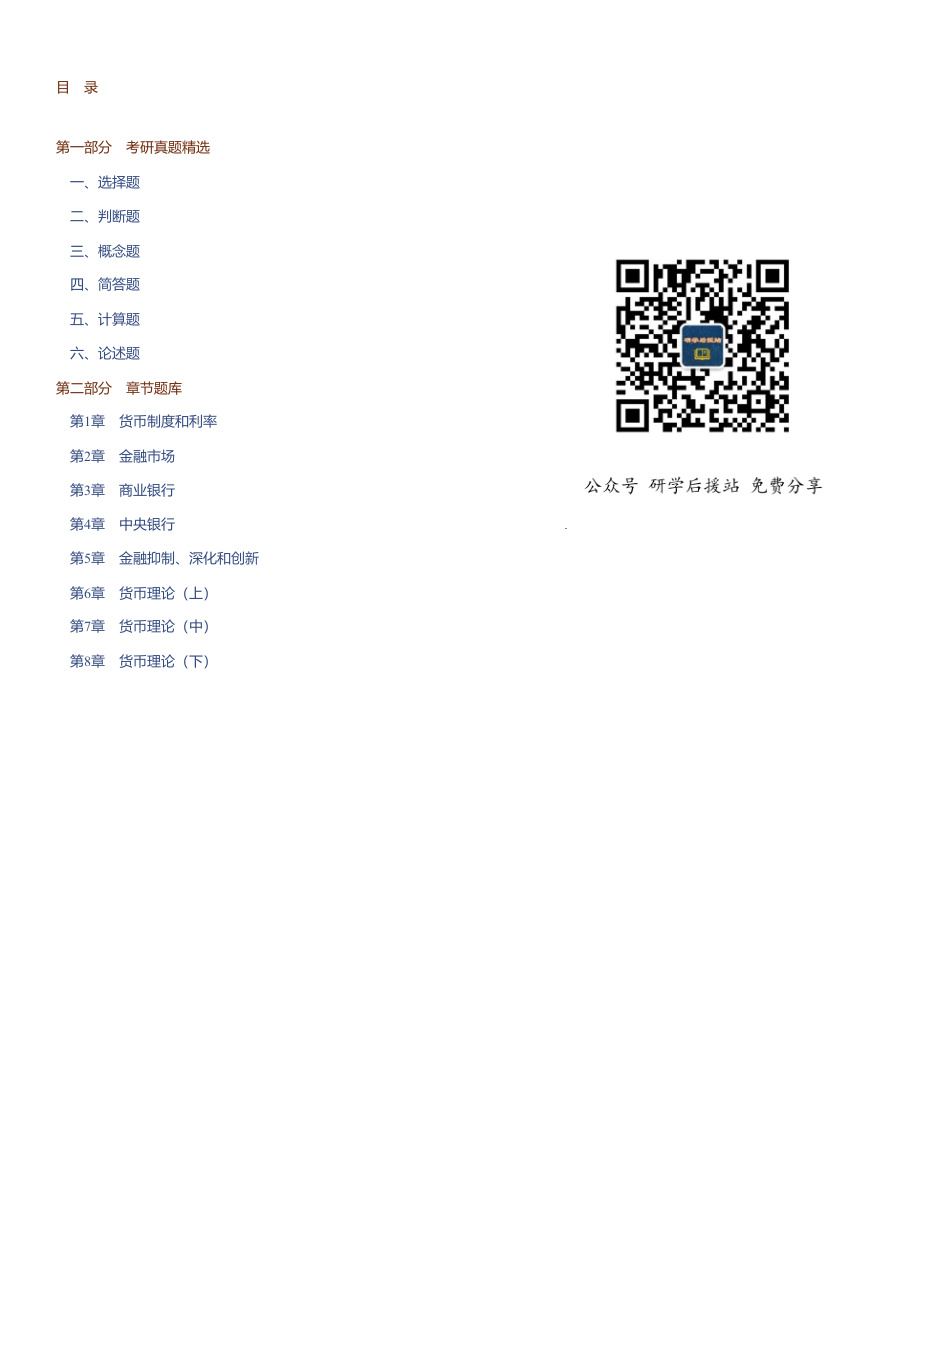 目　录
第一部分　考研真题精选
一、选择题
二、判断题
三、概念题
四、简答题
五、计算题
六、论述题
第二部分　章节题库
第1章　货币制度和利率
第2章　金融市场
第3章　商业银行
第4章　中央银行
第5章　金融抑制、深化和创新
第6章　货币理论（上）
第7章　货币理论（中）
第8章　货币理论（下）
研学后援站
公众号 研学后援站 免费分享